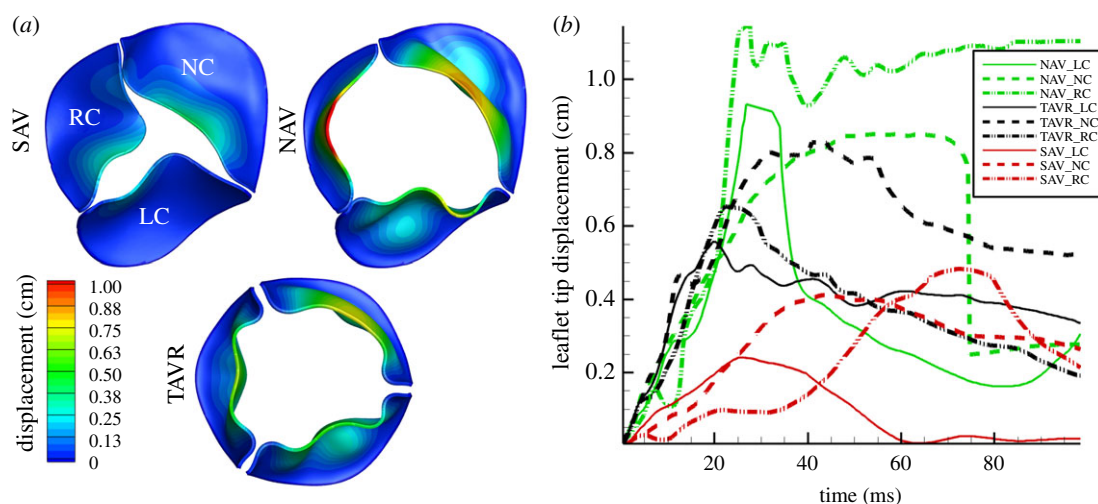 (a)
SAV
RC
NC
LC
NAV
TAVR
displacement (cm)
1.00
0.88
0.75
0.63
0.50
0.38
0.25
0.13
0
(b)
leaflet tip displacement (cm)
1.0
0.8
0.6
0.4
0.2
NAV_LC
NAV_NC
NAV_RC
TAVR_LC
TAVR_NC
TAVR_RC
SAV_LC
SAV_NC
SAV_RC
20 40 60 80
time (ms)